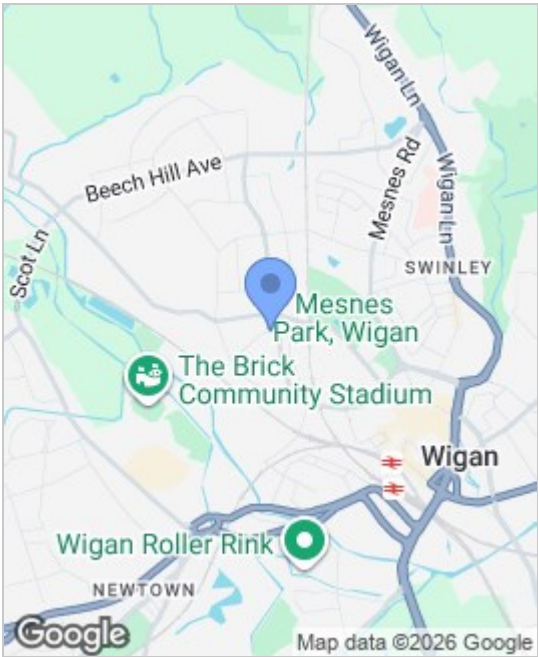 Wigan Ln
Beech Hill Ave
Mesnes Rd
Wigan Ln
Scot Ln
SWINLEY
Mesnes
Park, Wigan
The Brick
Community Stadium
Wigan
Wigan Roller Rink
NEWTOWN
Google
Map data ©2026 Google